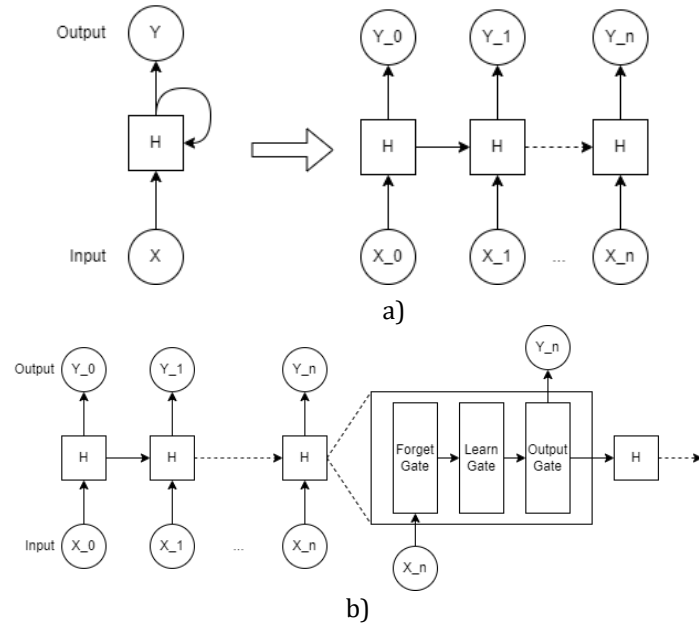 Output Y Y_0 Y_1 Y_n
H H H H
Input X X_0 X_1 ... X_n
a)
Y_n
Output Y_0 Y_1 Y_n
H H H Forget Gate Learn Gate Output Gate H
Input X_0 X_1 ... X_n
X_n
b)